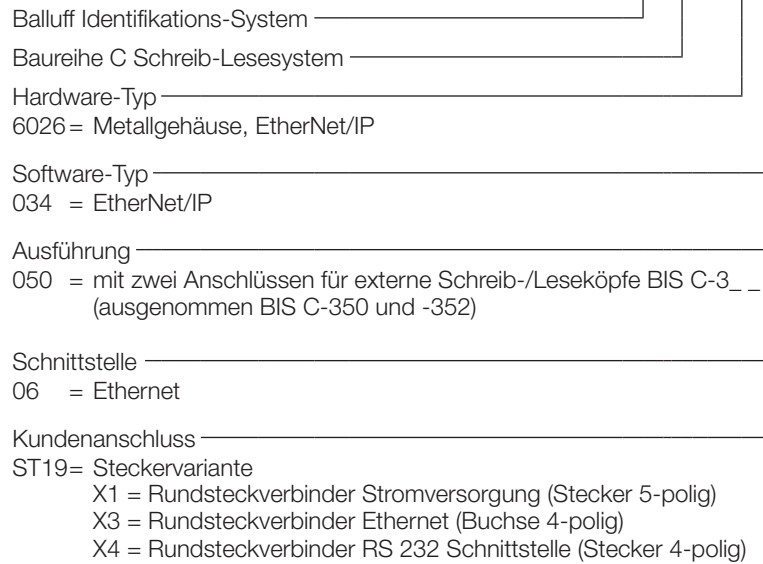 Balluff Identifikations-System
Baureihe C Schreib-Lesesystem
Hardware-Typ
6026= Metallgehäuse, EtherNet/IP
Software-Typ
034 = EtherNet/IP
Ausführung
050 = mit zwei Anschlüssen für externe Schreib-/Leseköpfe BIS C-3_ _
(ausgenommen BIS C-350 und -352)
Schnittstelle
06 = Ethernet
Kundenanschluss
ST19= Steckervariante
X1 = Rundsteckverbinder Stromversorgung (Stecker 5-polig)
X3 = Rundsteckverbinder Ethernet (Buchse 4-polig)
X4 = Rundsteckverbinder RS 232 Schnittstelle (Stecker 4-polig)